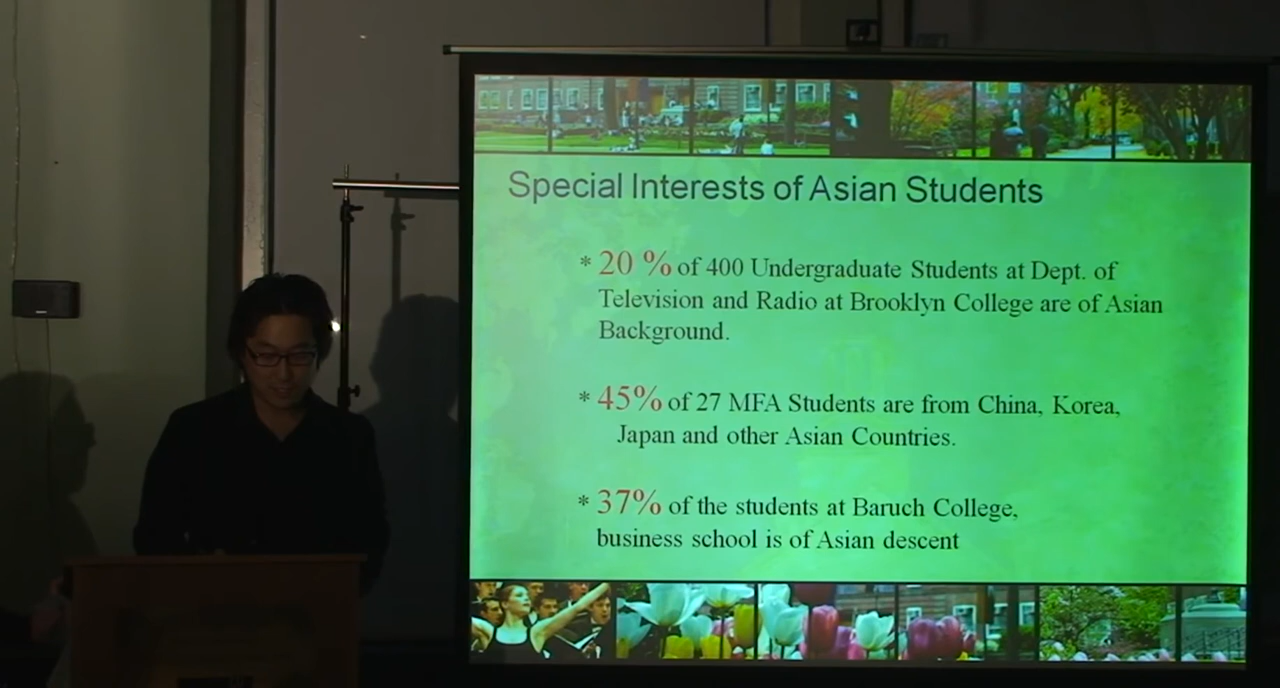 Special Interests of Asian Students
* 20 % of 400 Undergraduate Students at Dept. of
Television and Radio at Brooklyn College are of Asian
Background.
* 45% of 27 MFA Students are from China, Korea,
Japan and other Asian Countries.
* 37% of the students at Baruch College,
business school is of Asian descent